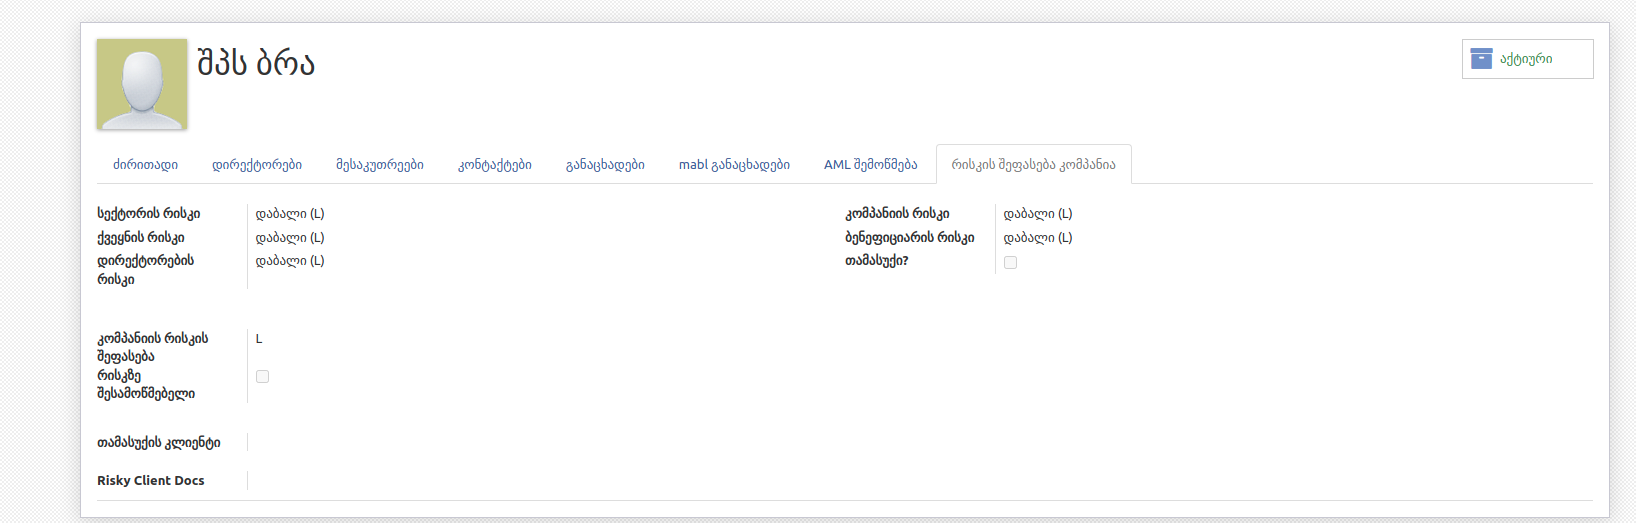 შპს ბრა
აქტიური
ძირითადი დირექტორები მესაკუთრეები კონტაქტები განაცხადები mabl განაცხადები AML შემოწმება რისკის შეფასება კომპანია
სექტორის რისკი დაბალი (L)
ქვეყნის რისკი დაბალი (L)
დირექტორების დაბალი (L)
რისკი
კომპანიის რისკი დაბალი (L)
ბენეფიციარის რისკი დაბალი (L)
თამასუქი?
კომპანიის რისკის L
შეფასება
რისკზე
შესამოწმებელი
თამასუქის კლიენტი
Risky Client Docs